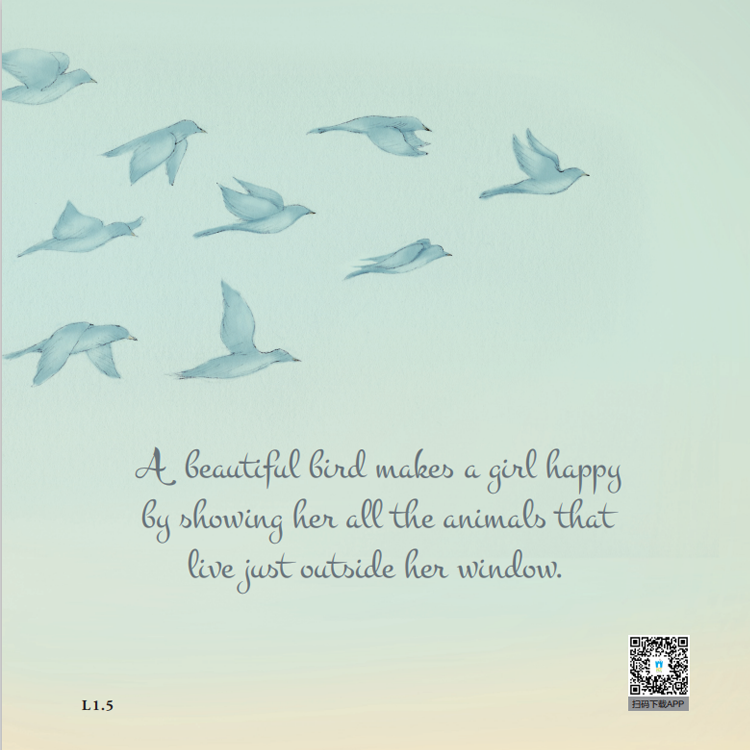 A beautiful bird makes a girl happy
by showing her all the animals that
live just outside her window.
L1.5
扫码下载APP